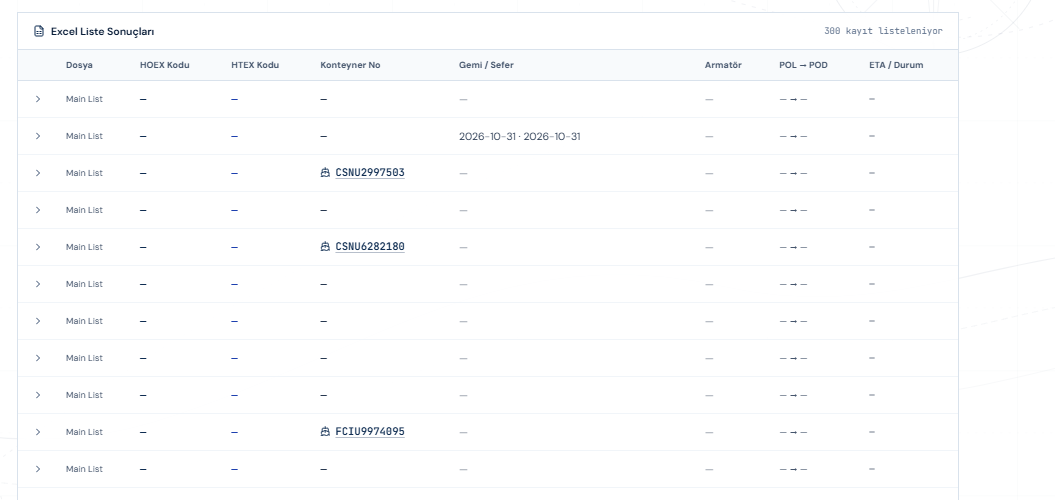 Excel Liste Sonuçları 300 kayıt listeleniyor
Dosya HOEX Kodu HTEX Kodu Konteyner No Gemi / Sefer Armatör POL → POD ETA / Durum
Main List — — — — — — → — —
Main List — — — 2026-10-31 · 2026-10-31 — — → — —
Main List — — CSNU2997503 — — — → — —
Main List — — — — — — → — —
Main List — — CSNU6282180 — — — → — —
Main List — — — — — — → — —
Main List — — — — — — → — —
Main List — — — — — — → — —
Main List — — — — — — → — —
Main List — — FCIU9974095 — — — → — —
Main List — — — — — — → — —